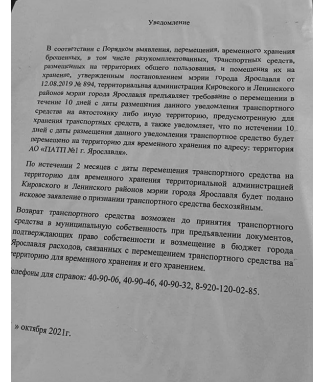 Уведомление
В соответствии с Порядком выявления, перемещения, временного хранения
брошенных, в том числе разукомплектованных, транспортных средств,
размещенных на территориях общего пользования, и помещения их на
хранение, утвержденным постановлением мэрии города Ярославля от
12.08.2019 № 894, территориальная администрация Кировского и Ленинского
районов мэрии города Ярославля предъявляет требование о перемещении в
течение 10 дней с даты размещения данного уведомления транспортного
средства на автостоянку либо иную территорию, предусмотренную для
хранения транспортных средств, а также уведомляет, что по истечении 10
дней с даты размещения данного уведомления транспортное средство будет
перемещено на территорию для временного хранения по адресу: территория
АО «ПАТП №1 г. Ярославля».
По истечении 2 месяцев с даты перемещения транспортного средства на
территорию для временного хранения территориальной администрацией
Кировского и Ленинского районов мэрии города Ярославля будет подано
исковое заявление о признании транспортного средства бесхозяйным.
Возврат транспортного средства возможен до принятия транспортного
средства в муниципальную собственность при предъявлении документов,
подтверждающих право собственности и возмещение в бюджет города
Ярославля расходов, связанных с перемещением транспортного средства на
территорию для временного хранения и его хранением.
елефоны для справок: 40-90-06, 40-90-46, 40-90-32, 8-920-120-02-85.
» октября 2021г.